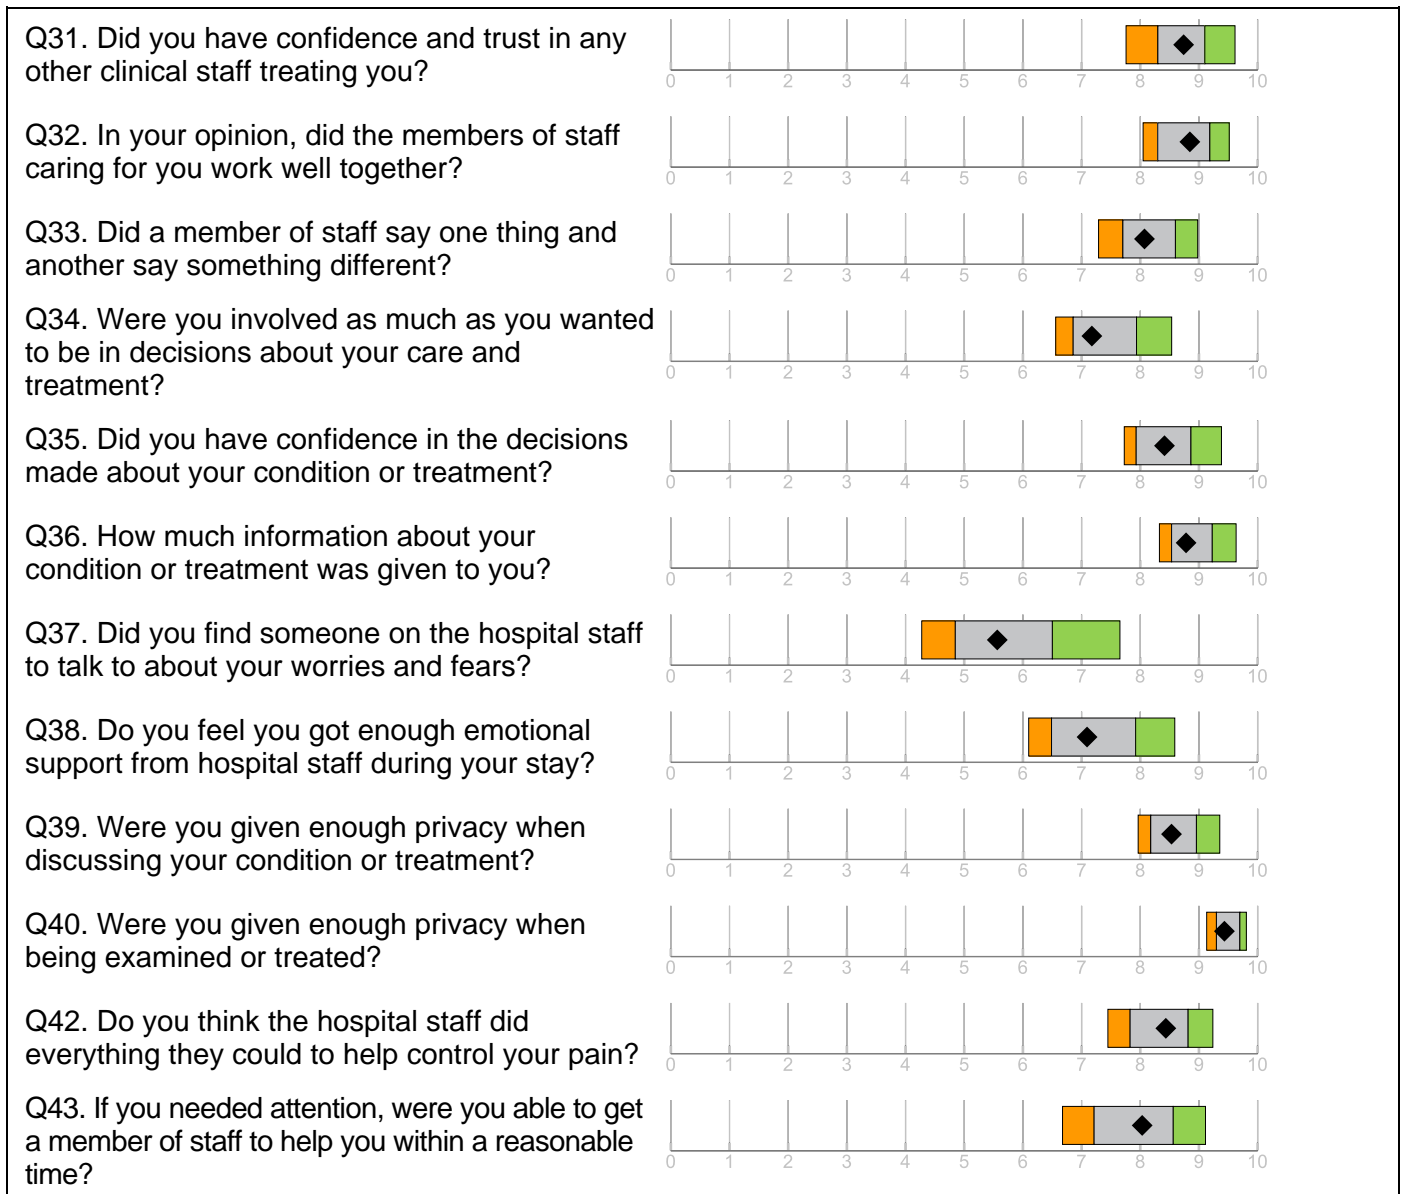 Q31. Did you have confidence and trust in any
other clinical staff treating you?
0 1 2 3 4 5 6 7 8 9 10
Q32. In your opinion, did the members of staff
caring for you work well together?
0 1 2 3 4 5 6 7 8 9 10
Q33. Did a member of staff say one thing and
another say something different?
0 1 2 3 4 5 6 7 8 9 10
Q34. Were you involved as much as you wanted
to be in decisions about your care and
treatment?
0 1 2 3 4 5 6 7 8 9 10
Q35. Did you have confidence in the decisions
made about your condition or treatment?
0 1 2 3 4 5 6 7 8 9 10
Q36. How much information about your
condition or treatment was given to you?
0 1 2 3 4 5 6 7 8 9 10
Q37. Did you find someone on the hospital staff
to talk to about your worries and fears?
0 1 2 3 4 5 6 7 8 9 10
Q38. Do you feel you got enough emotional
support from hospital staff during your stay?
0 1 2 3 4 5 6 7 8 9 10
Q39. Were you given enough privacy when
discussing your condition or treatment?
0 1 2 3 4 5 6 7 8 9 10
Q40. Were you given enough privacy when
being examined or treated?
0 1 2 3 4 5 6 7 8 9 10
Q42. Do you think the hospital staff did
everything they could to help control your pain?
0 1 2 3 4 5 6 7 8 9 10
Q43. If you needed attention, were you able to get
a member of staff to help you within a reasonable
time?
0 1 2 3 4 5 6 7 8 9 10